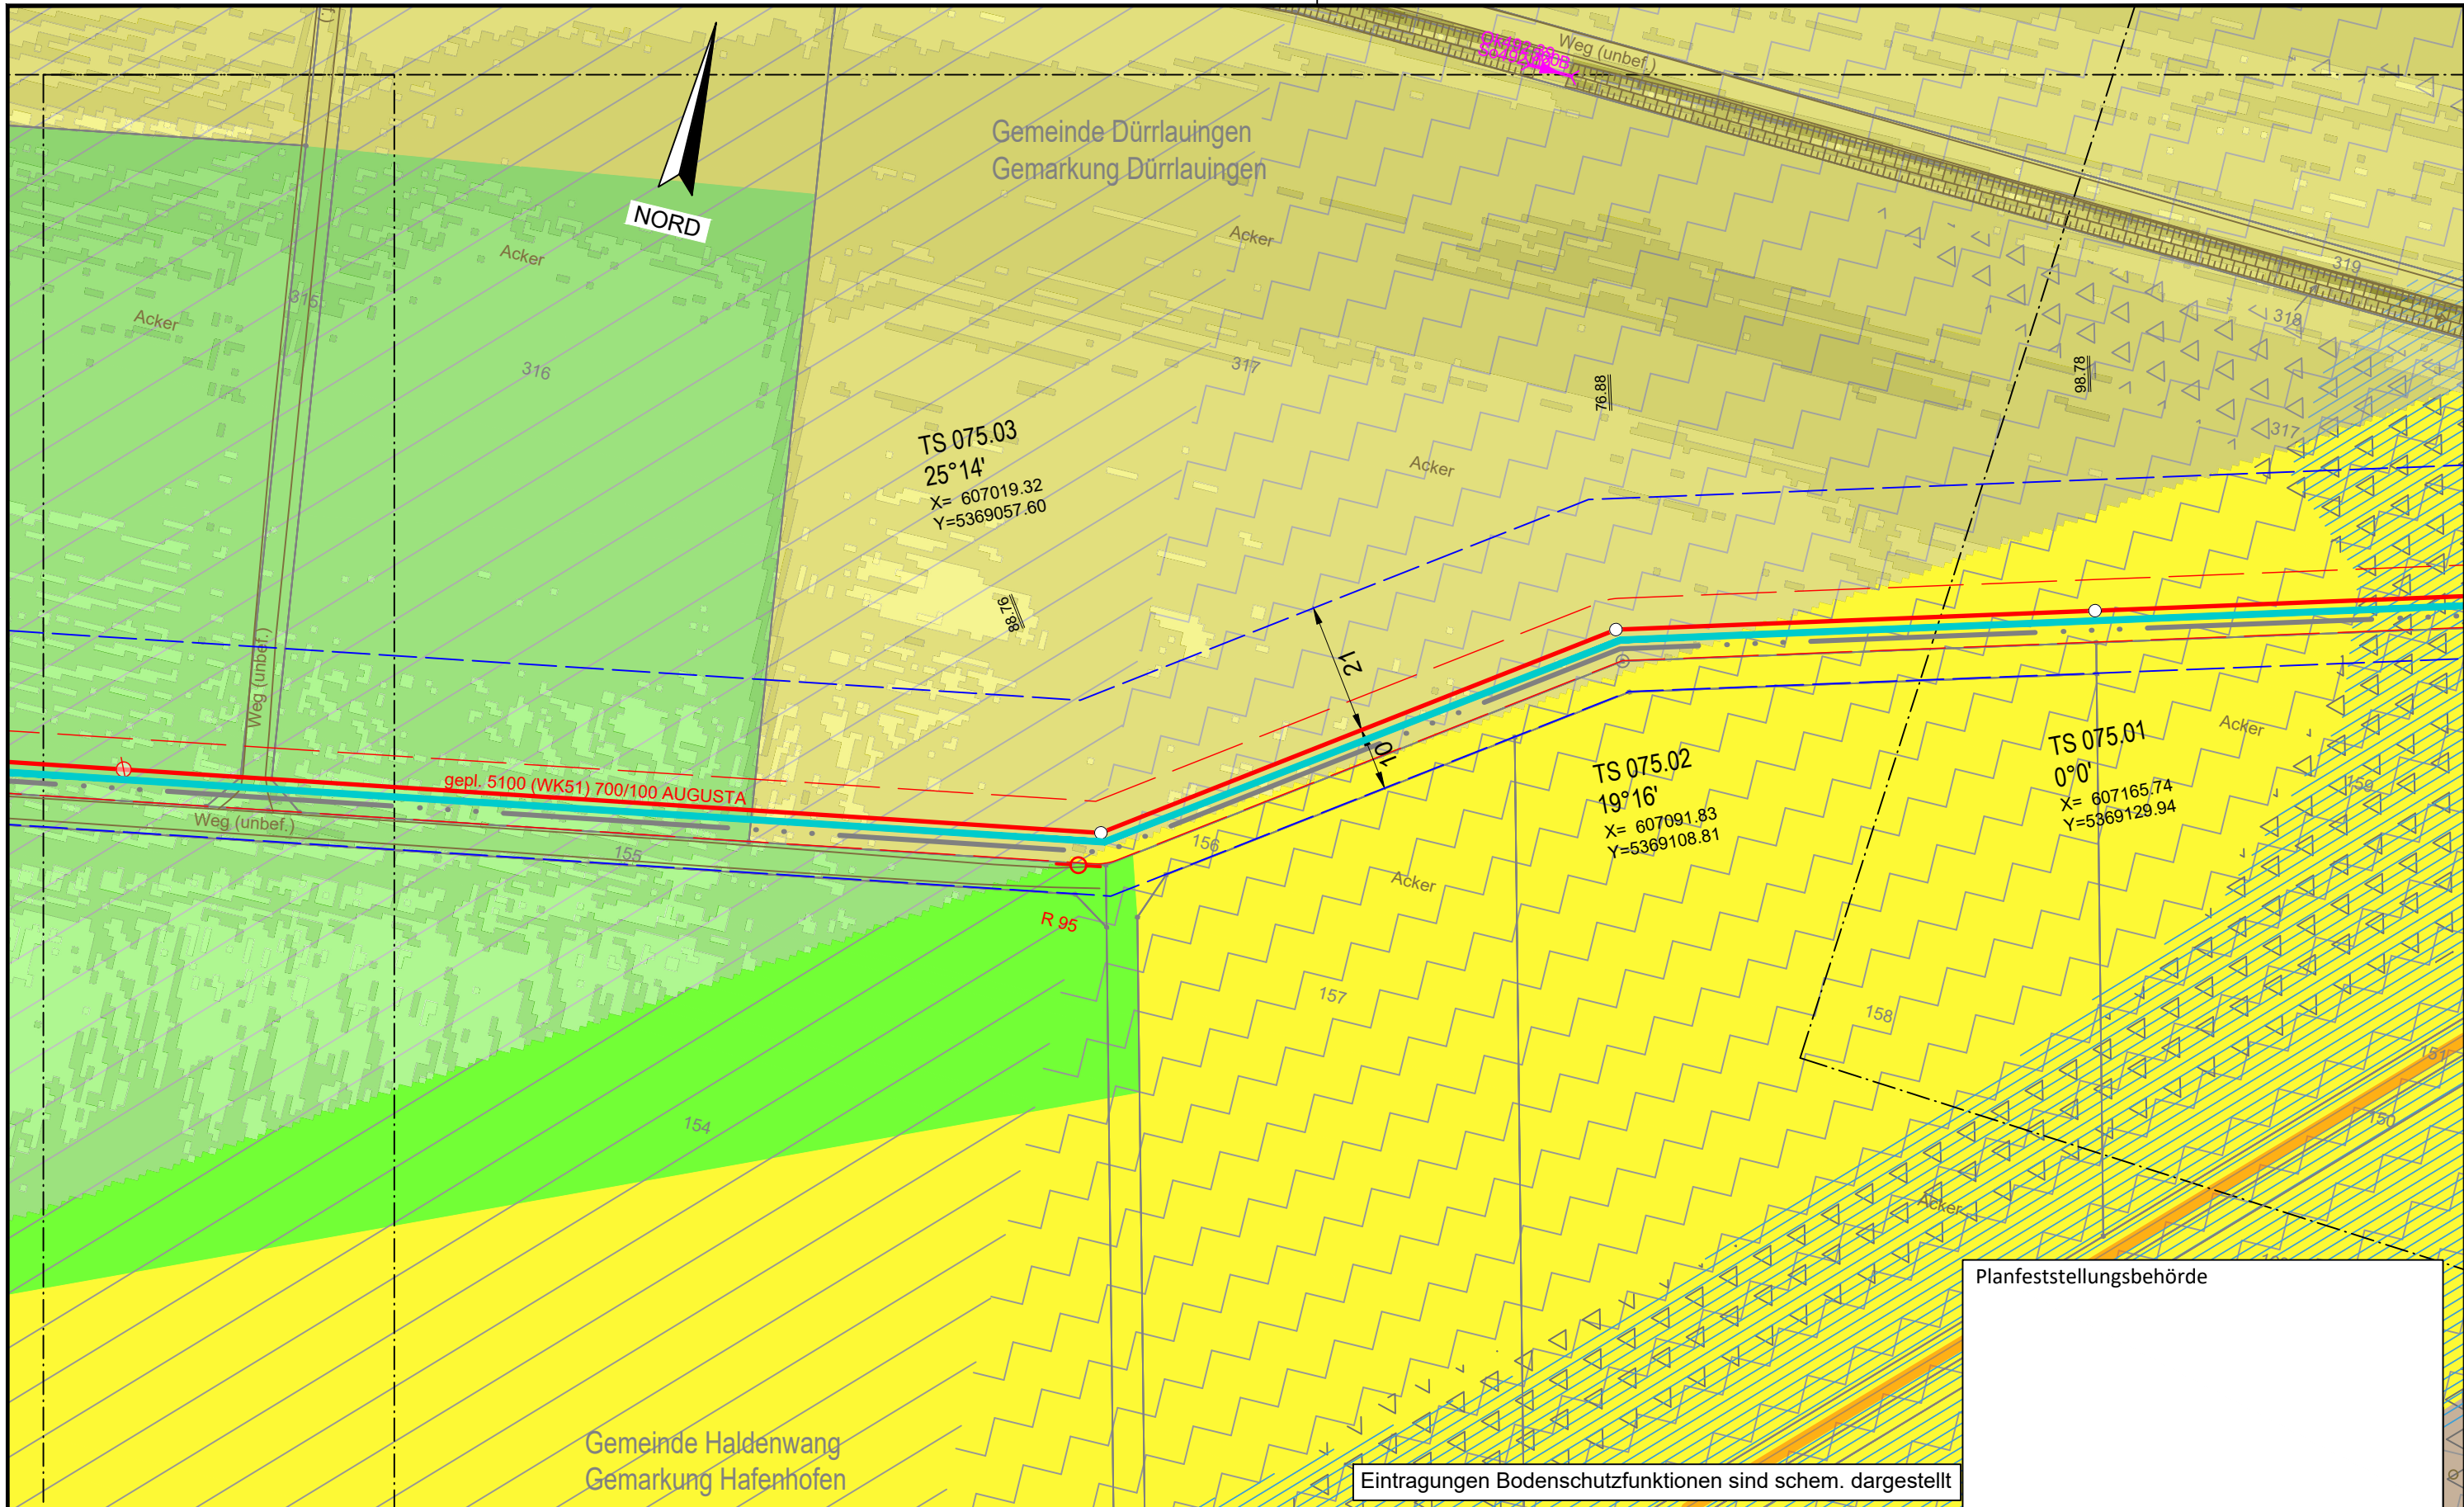 Weg (unbef.)
Gemeinde Dürrlauingen
Gemarkung Dürrlauingen
NORD
Acker
Acker
Acker
315
316
317
319
318
317
76.88
98.78
TS 075.03
25°14'
X= 607019.32
Y=5369057.60
Acker
88.76
Weg (unbef.)
21
10
gepl. 5100 (WK51) 700/100 AUGUSTA
Weg (unbef.)
155
156
R 95
TS 075.02
19°16'
X= 607091.83
Y=5369108.81
TS 075.01
0°0'
X= 607165.74
Y=5369129.94
Acker
159
Acker
157
158
151
150
154
Acker
Planfeststellungsbehörde
Gemeinde Haldenwang
Gemarkung Hafenhofen
Eintragungen Bodenschutzfunktionen sind schem. dargestellt